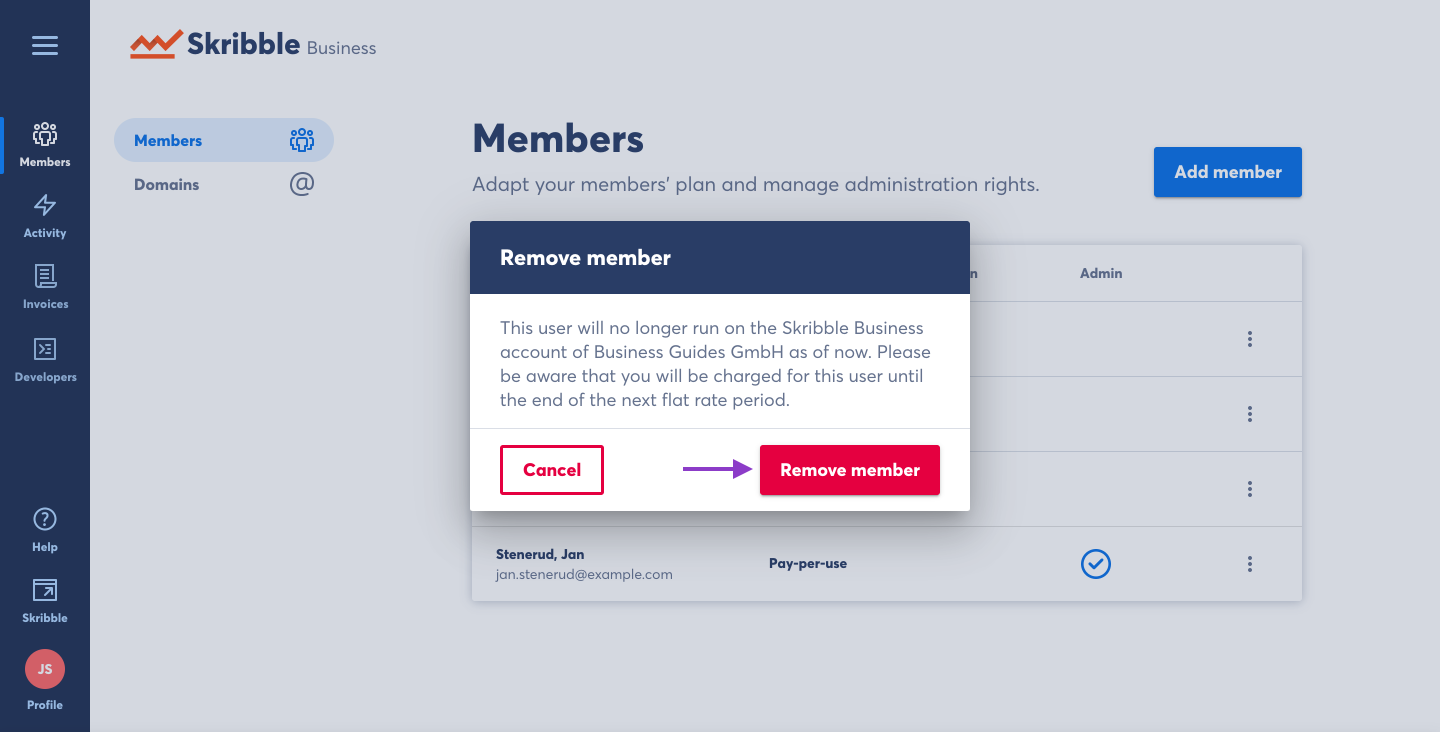 Skribble Business
Members
Activity
Invoices
Developers
Help
Skribble
JS
Profile
Members
Domains
Members
Adapt your members' plan and manage administration rights.
Add member
Admin
Remove member
This user will no longer run on the Skribble Business
account of Business Guides GmbH as of now. Please
be aware that you will be charged for this user until
the end of the next flat rate period.
Cancel
Remove member
Stenerud, Jan
jan.stenerud@example.com
Pay-per-use